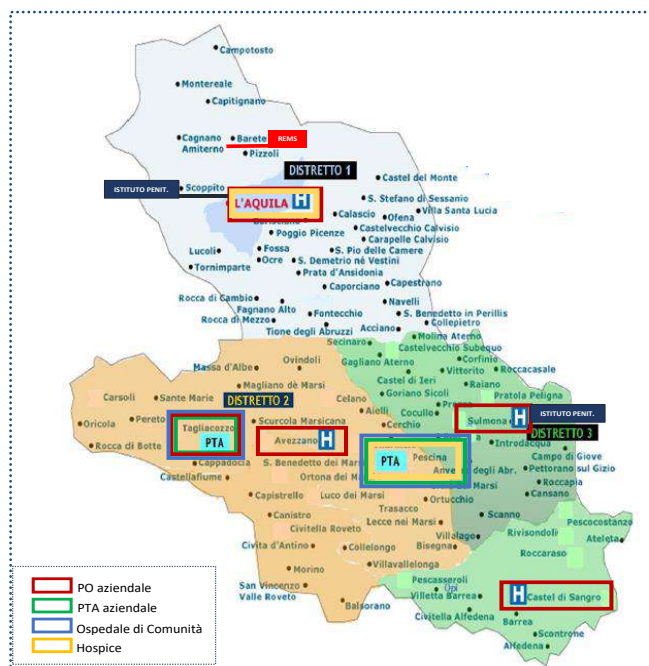 Campotosto
Montereale
Capitignano
Cagnano
Amiterno
Barete
REMS
Pizzoli
DISTRETTO 1
Castel del Monte
ISTITUTO PENIT.
Scoppito
L'AQUILA H
S. Stefano di Sessanio
Villa Santa Lucia
Calascio
Ofena
Castelvecchio Calvisio
Poggio Picenze
Carapelle Calvisio
Lucoli
Fossa
S. Pio delle Camere
Ocre
S. Demetrio né Vestini
Tornimparte
Prata d'Ansidonia
Caporciano
Capestrano
Rocca di Cambio
Navelli
Fagnano Alto
Fontecchio
S. Benedetto in Perillis
Rocca di Mezzo
Collepietro
Tione degli Abruzzi
Acciano
Molina Aterno
Secinaro
Castelvecchio Subequo
Gagliano Aterno
Corfinio
Ovindoli
Massa d'Albe
Vittorito
Roccacasale
Castel di Ieri
Raiano
Magliano dè Marsi
Goriano Sicoli
Pratola Peligna
Carsoli
Sante Marie
DISTRETTO 2
Celano
Aielli
Cocullo
Oricola
Pereto
Tagliacozzo
Scurcola Marsicana
Cerchio
Sulmona H
ISTITUTO PENIT.
DISTRETTO 3
PTA
Avezzano H
Introdacqua
Rocca di Botte
PTA
Pescina
Campo di Giove
Cappadocia
S. Benedetto dei Mar
Pettorano sul Gizio
Castellafiume
Ortona dei Mar
degli Abr.
Roccapia
Capistrello
Luco dei Marsi
Ortucchio
Cansano
Trasacco
Canistro
Lecce nei Marsi
Scanno
Pescocostanzo
Civitella Roveto
Villalago
Rivisondoli
Ateleta
Civita d'Antino
Collelongo
Bisegna
Roccaraso
Villavallelonga
Morino
Pescasseroli
Opi
San Vincenzo
Valle Roveto
Villetta Barrea
H Castel di Sangro
Balsorano
Civitella Alfedena
Barrea
Scontrone
Alfedena
PO aziendale
PTA aziendale
Ospedale di Comunità
Hospice